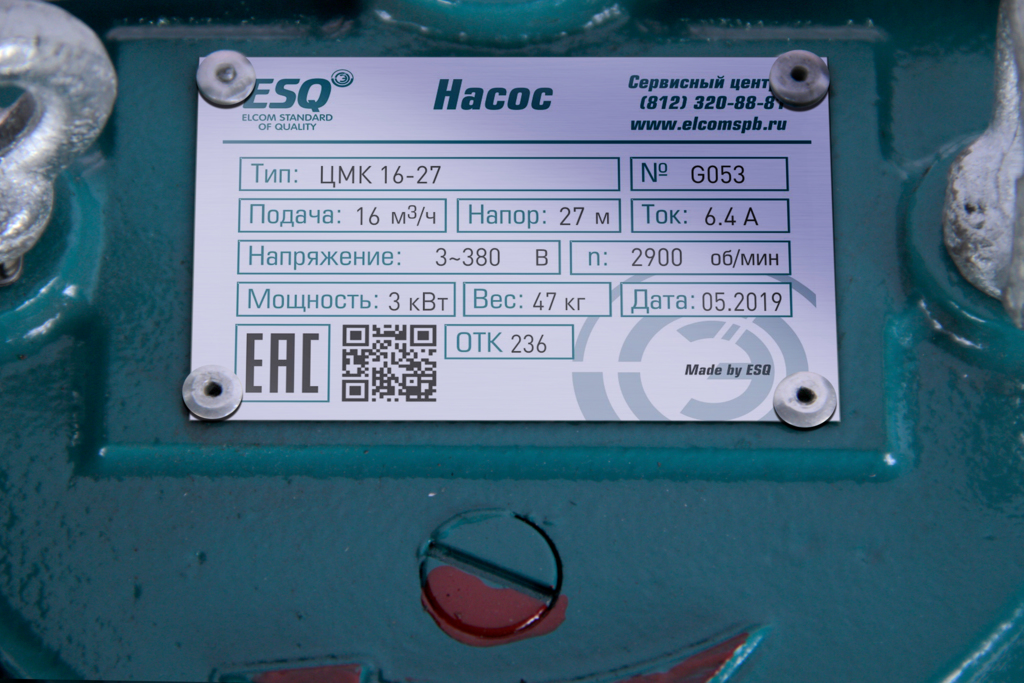 ESQ®
ELCOM STANDARD
OF QUALITY
Насос
Сервисный
(812) 320-88-81
www.elcomspb.ru
Тип: ЦМК 16-27
№ G053
Подача: 16 м³/ч
Напор: 27 м
Ток: 6.4 А
Напряжение: 3~380 В
n: 2900 об/мин
Мощность: 3 кВт
Вес: 47 кг
Дата: 05.2019
ЕАС
ОТК 236
Made by ESQ